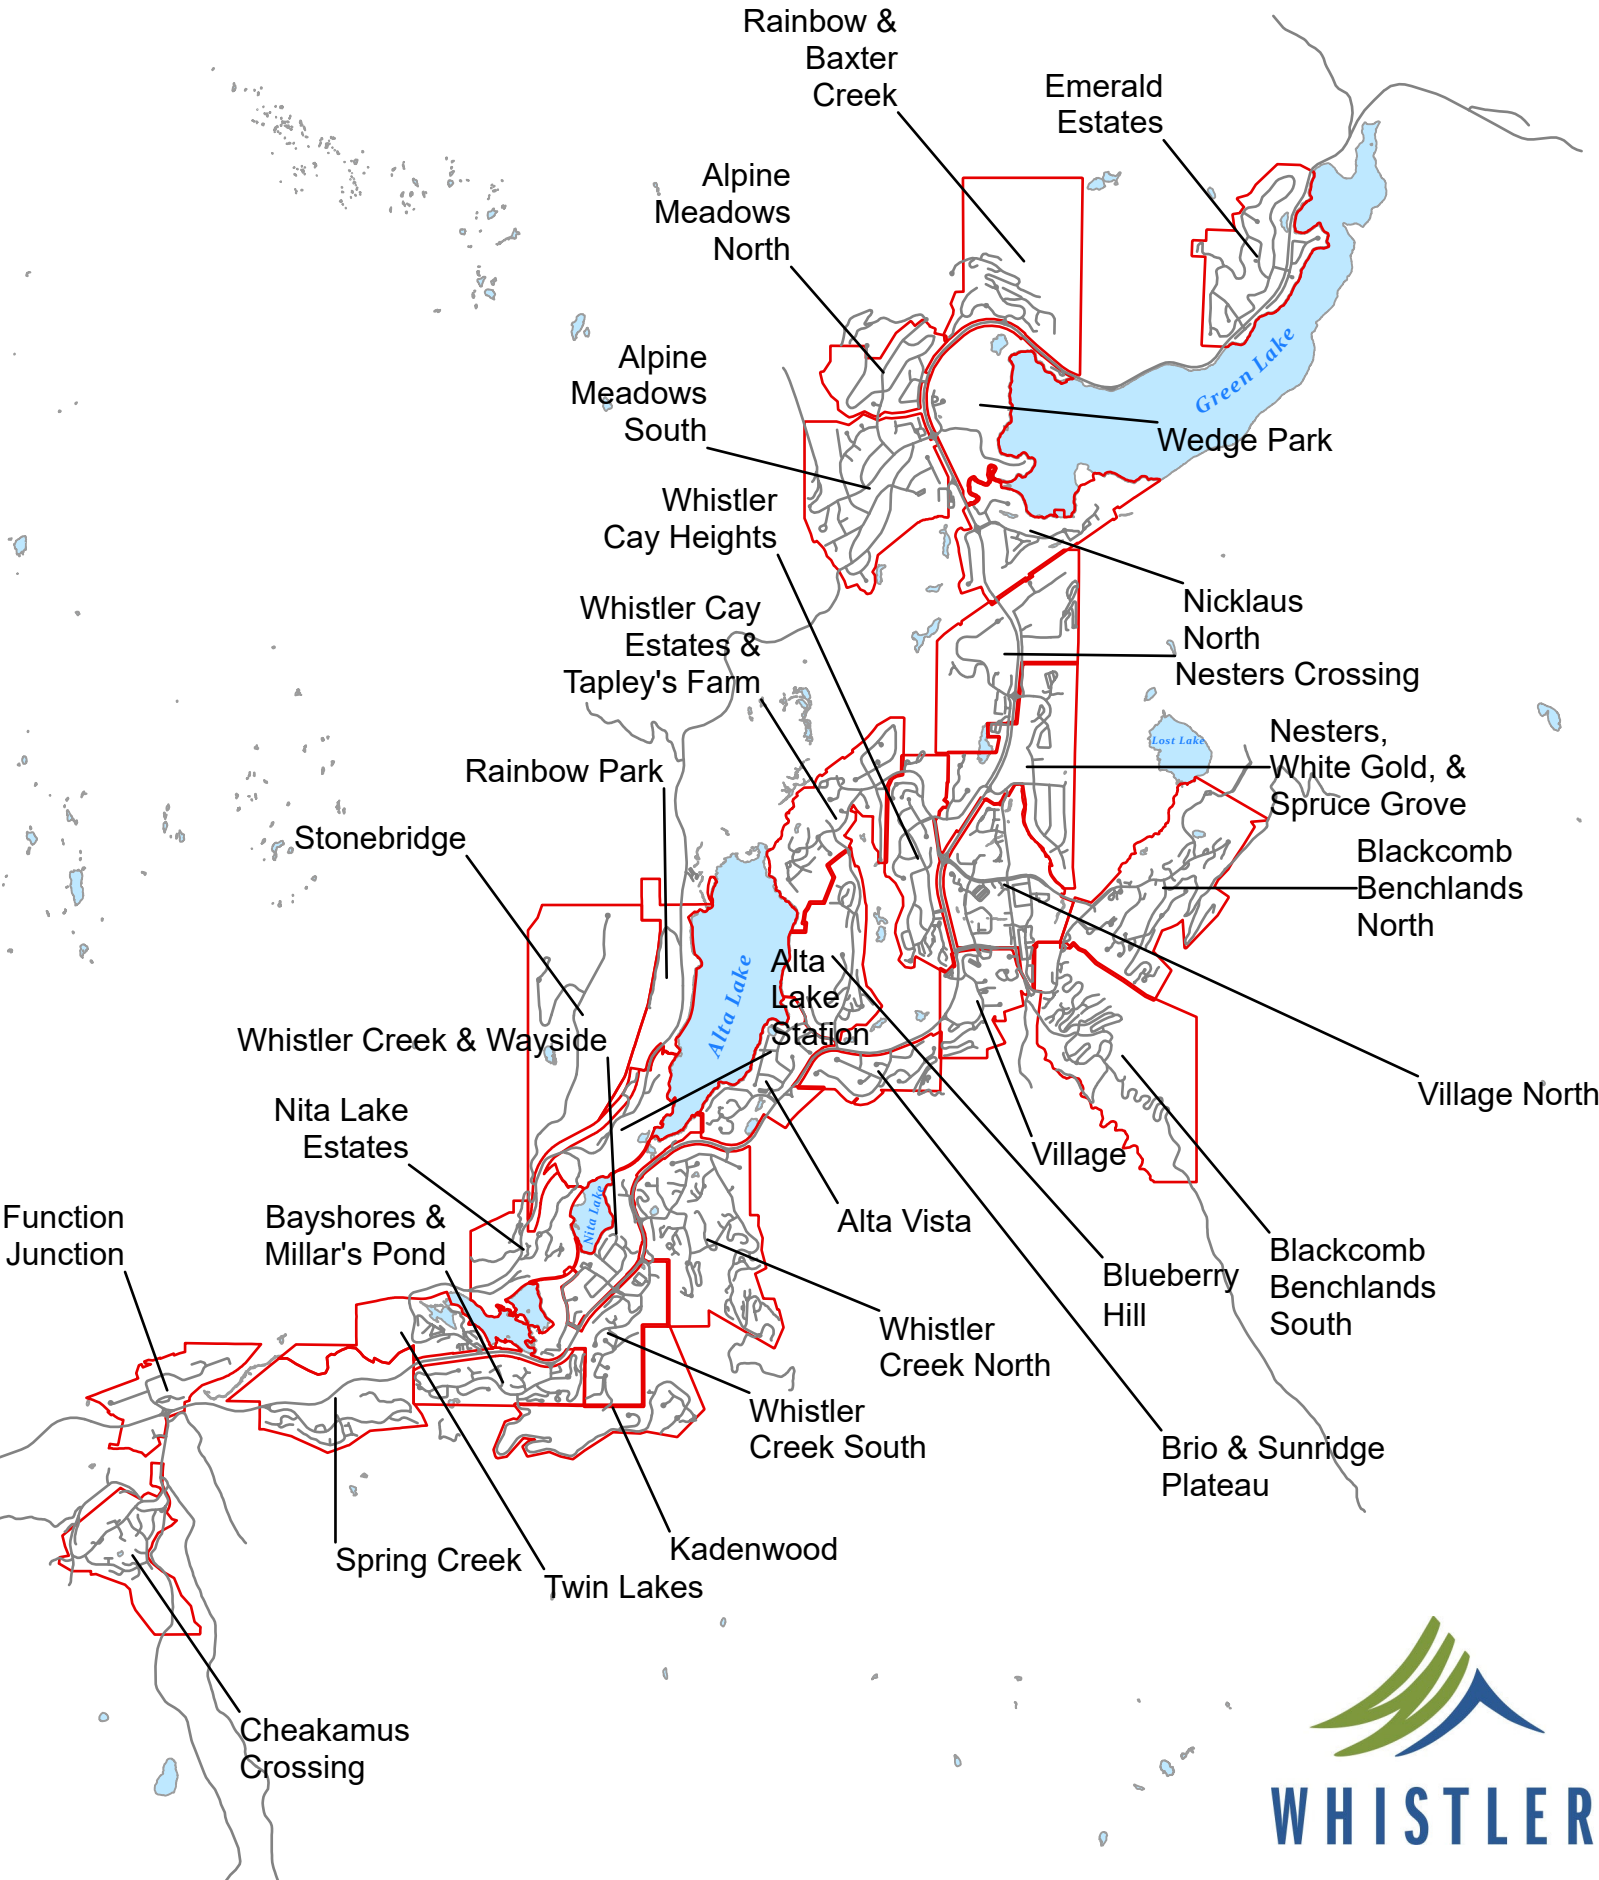 Rainbow &
Baxter
Creek
Emerald
Estates
Alpine
Meadows
North
Green Lake
Alpine
Meadows
South
Wedge Park
Whistler
Cay Heights
Nicklaus
North
Whistler Cay
Estates &
Tapley's Farm
Nesters Crossing
Lost Lake
Nesters,
White Gold, &
Spruce Grove
Rainbow Park
Stonebridge
Blackcomb
Benchlands
North
Alta Lake
Alta
Lake
Station
Whistler Creek & Wayside
Village North
Nita Lake
Estates
Village
Nita Lake
Function
Junction
Bayshores &
Millar's Pond
Alta Vista
Blueberry
Hill
Blackcomb
Benchlands
South
Whistler
Creek North
Whistler
Creek South
Brio & Sunridge
Plateau
Kadenwood
Spring Creek
Twin Lakes
Cheakamus
Crossing
WHISTLER